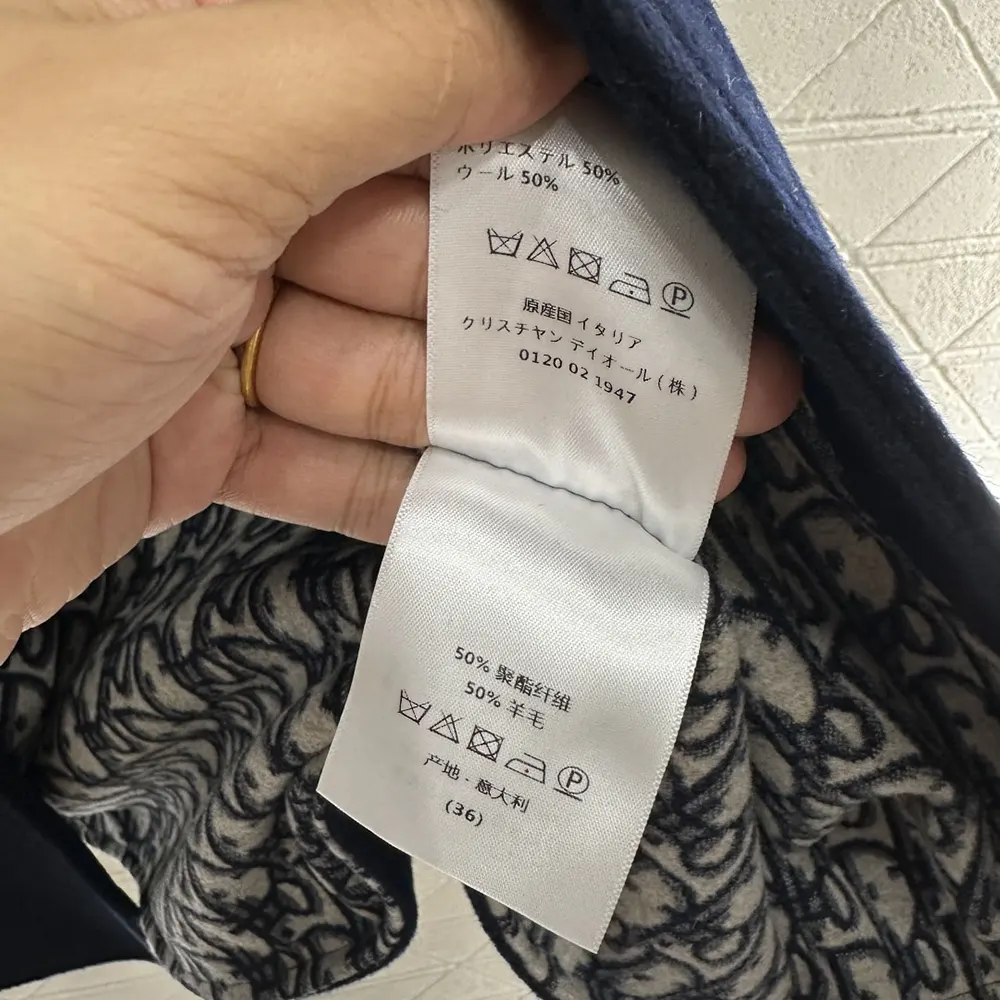 ポリエステル 50%
ウール 50%
P
原産国 イタリア
クリスチャン ディオール ( 株 )
0120 02 1947
50% 聚酯纤维
50% 羊毛
P
产地 · 意大利
(36)